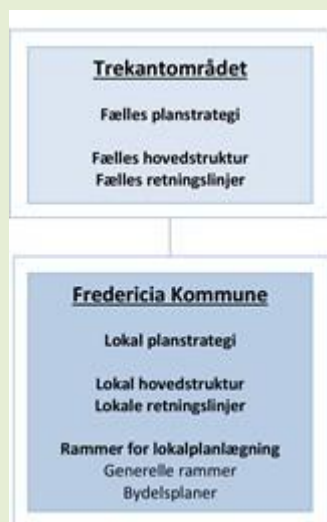 Trekantområdet
Fælles planstrategi
Fælles hovedstruktur
Fælles retningslinjer
Fredericia Kommune
Lokal planstrategi
Lokal hovedstruktur
Lokale retningslinjer
Rammer for lokalplanlægning
Generelle rammer
Bydelsplaner